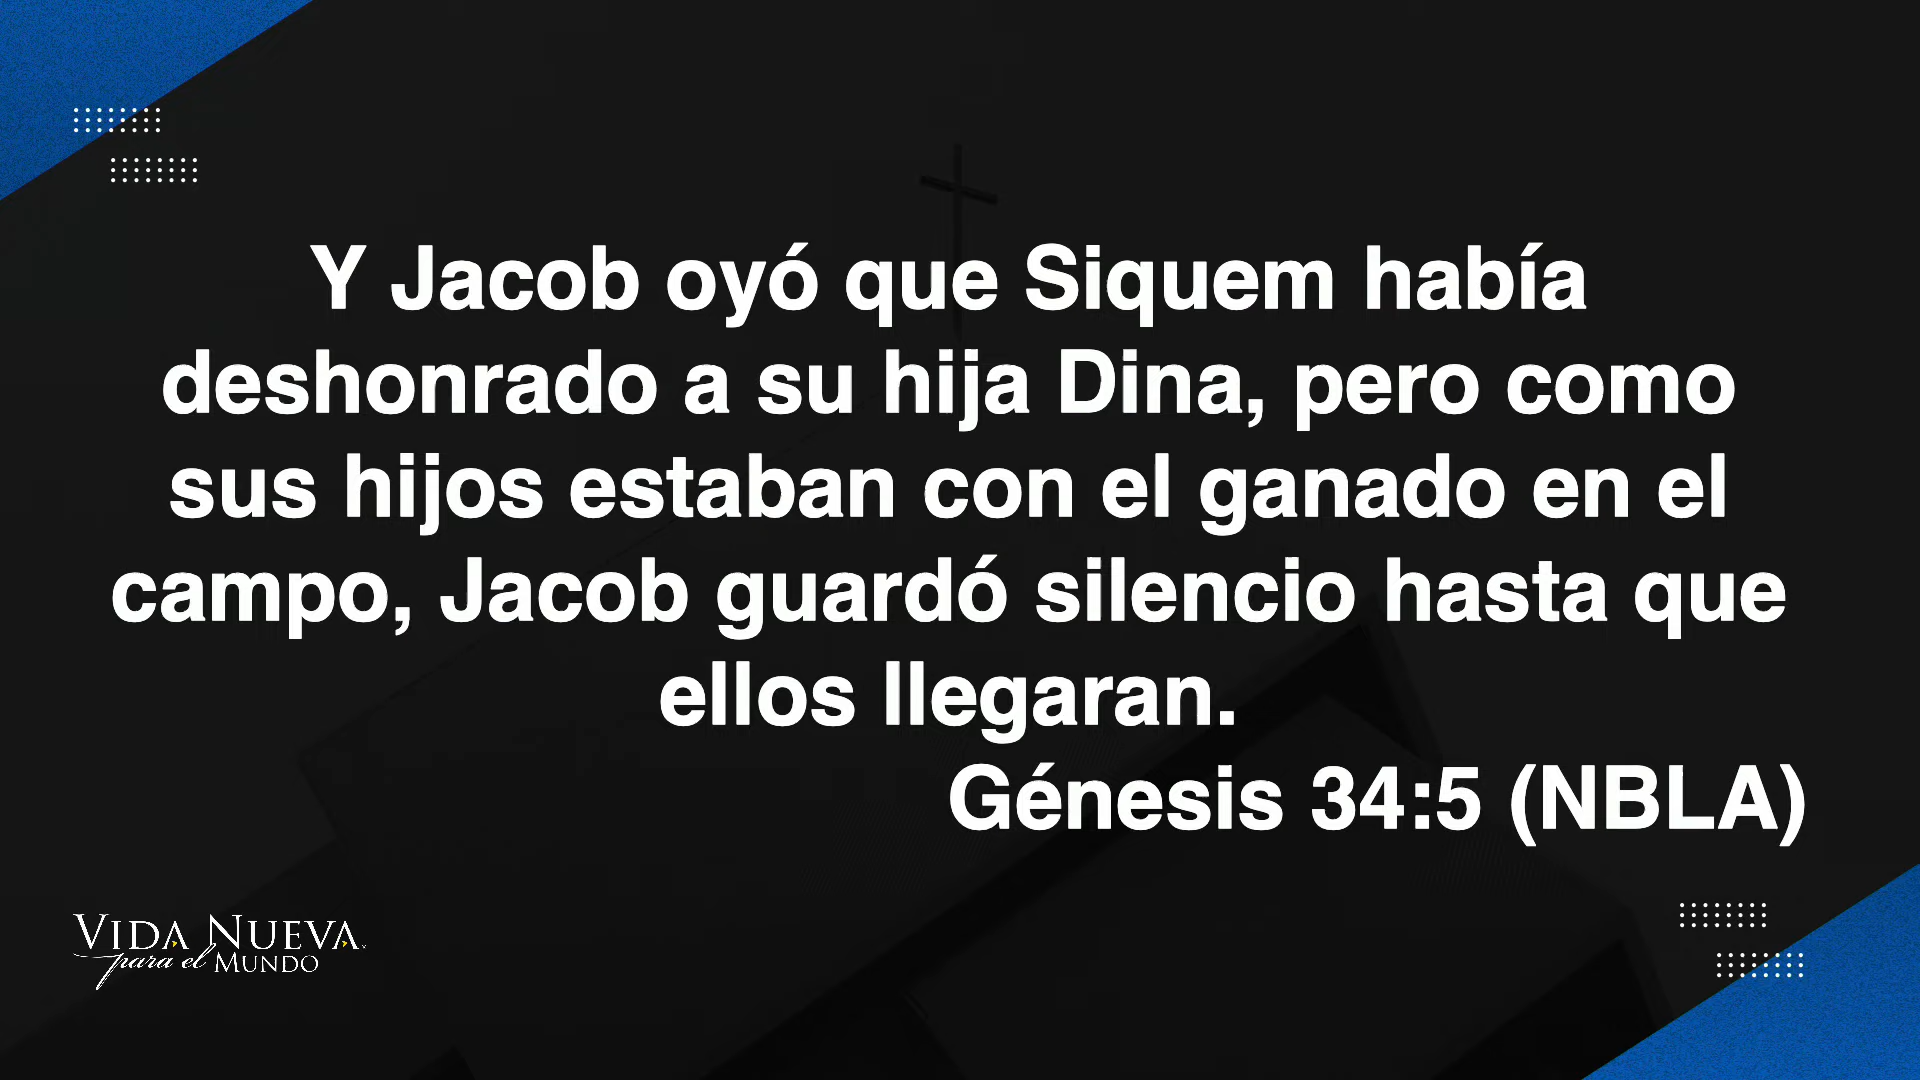 Y Jacob oyó que Siquem había
deshonrado a su hija Dina, pero como
sus hijos estaban con el ganado en el
campo, Jacob guardó silencio hasta que
ellos llegaran.
Génesis 34:5 (NBLA)
VIDA NUEVA
para el MUNDO